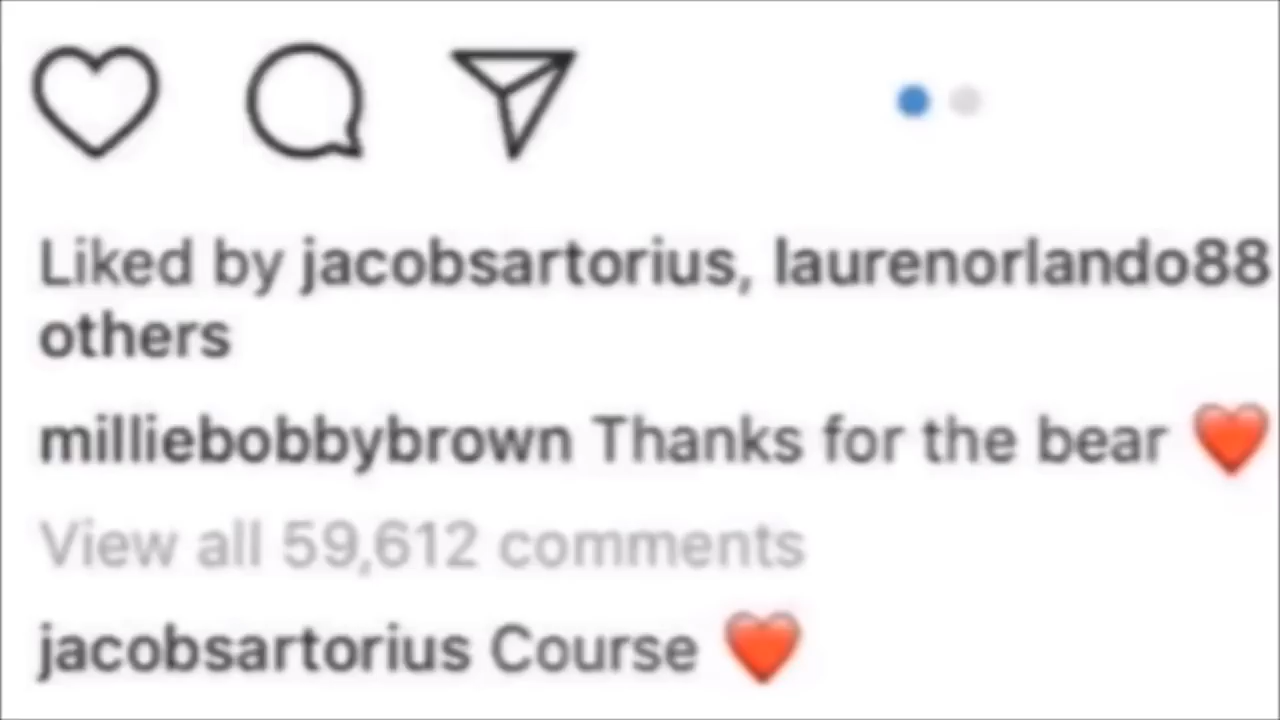 Liked by jacobsartorius, laurenorlando88
others
milliebobbybrown Thanks for the bear ❤️
View all 59,612 comments
jacobsartorius Course ❤️